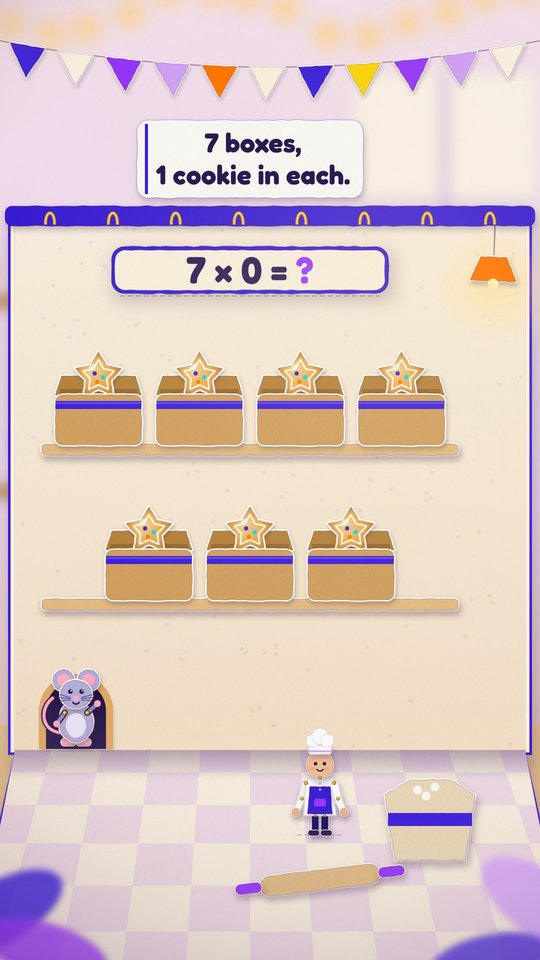 7 boxes,
1 cookie in each.
7 × 0 = ?